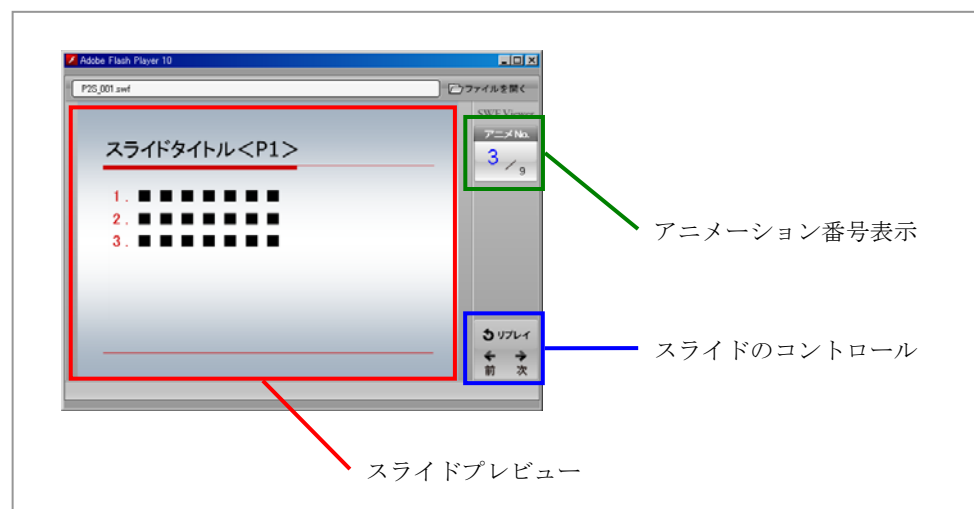 Adobe Flash Player 10
P2S_001.swf
ファイルを開く
SWF Viewer
アニメNo.
3 / 9
スライドタイトル<P1>
1. ■ ■ ■ ■ ■ ■ ■
2. ■ ■ ■ ■ ■ ■ ■
3. ■ ■ ■ ■ ■ ■ ■
アニメーション番号表示
リプレイ
前 次
スライドのコントロール
スライドプレビュー